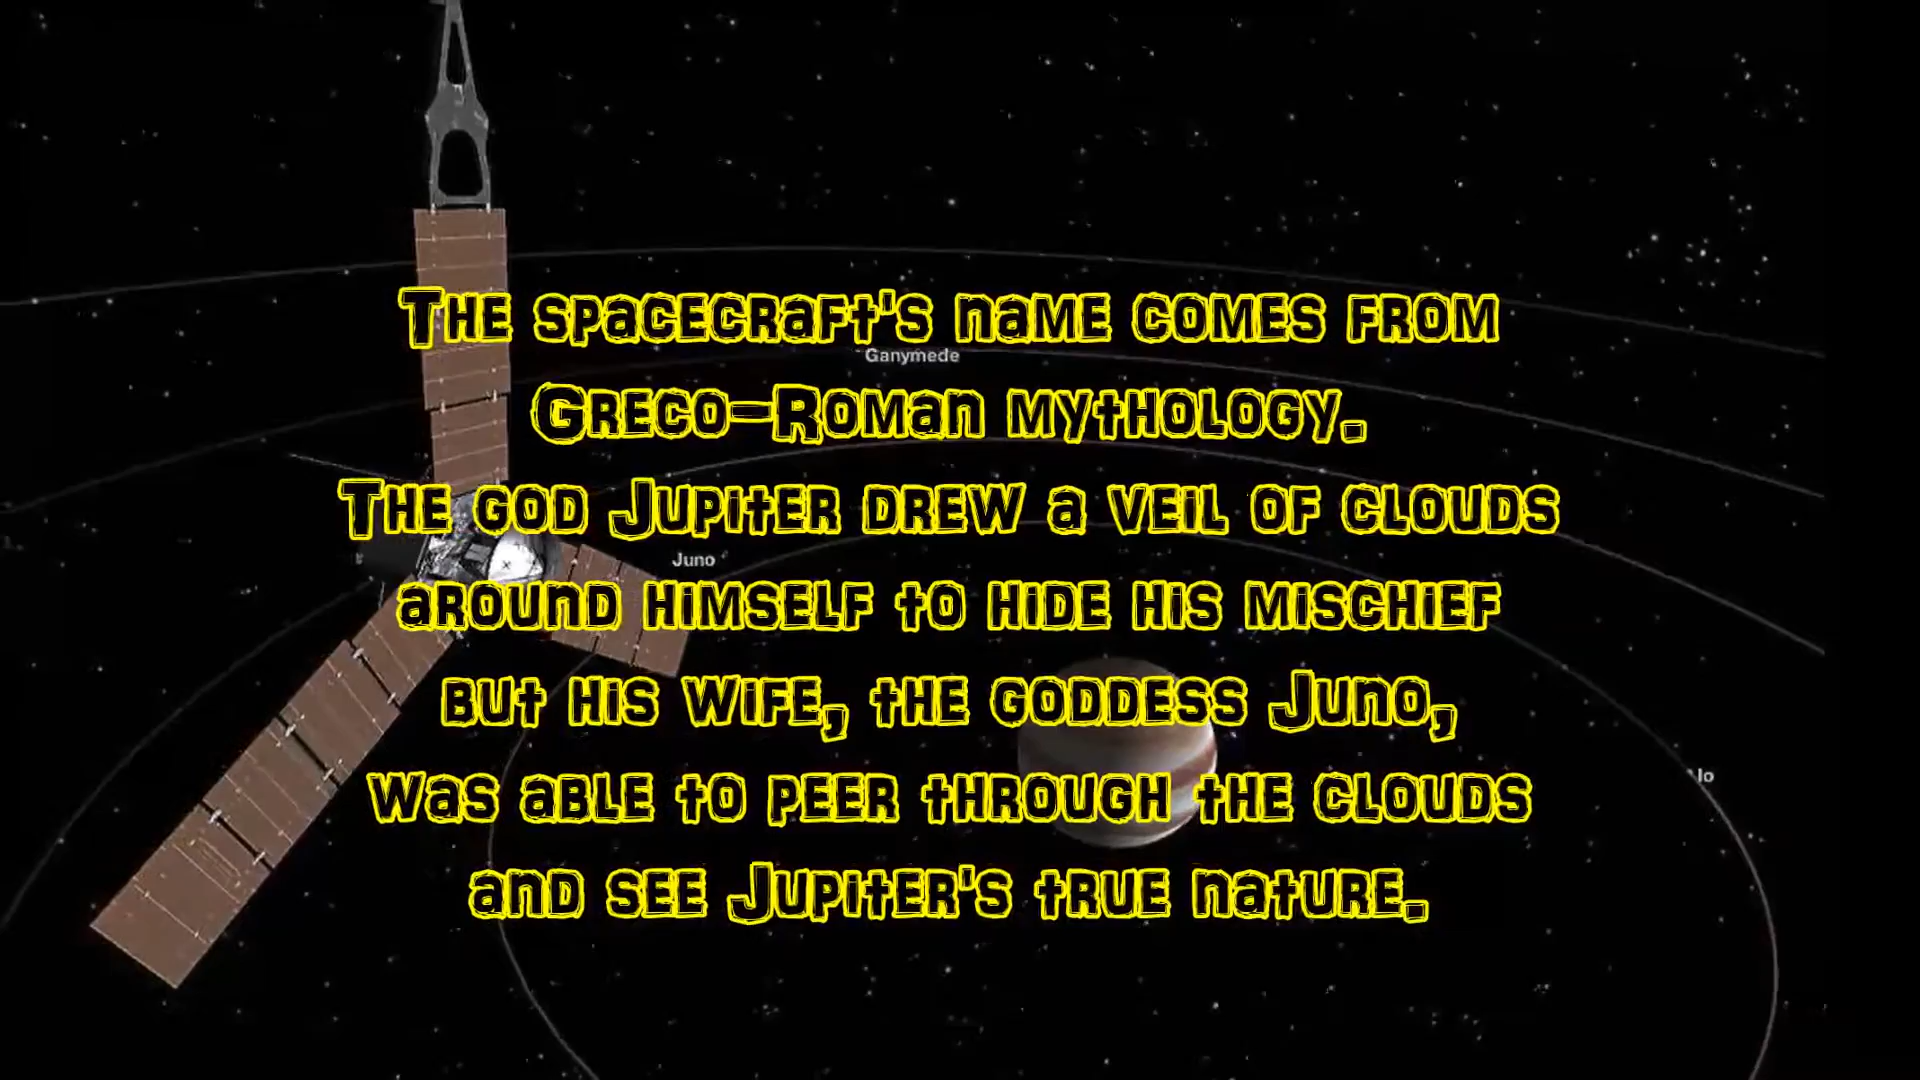 The spacecraft's name comes from
Ganymede
Greco-Roman mythology.
The god Jupiter drew a veil of clouds
Juno
around himself to hide his mischief
but his wife, the goddess Juno,
Io
was able to peer through the clouds
and see Jupiter's true nature.